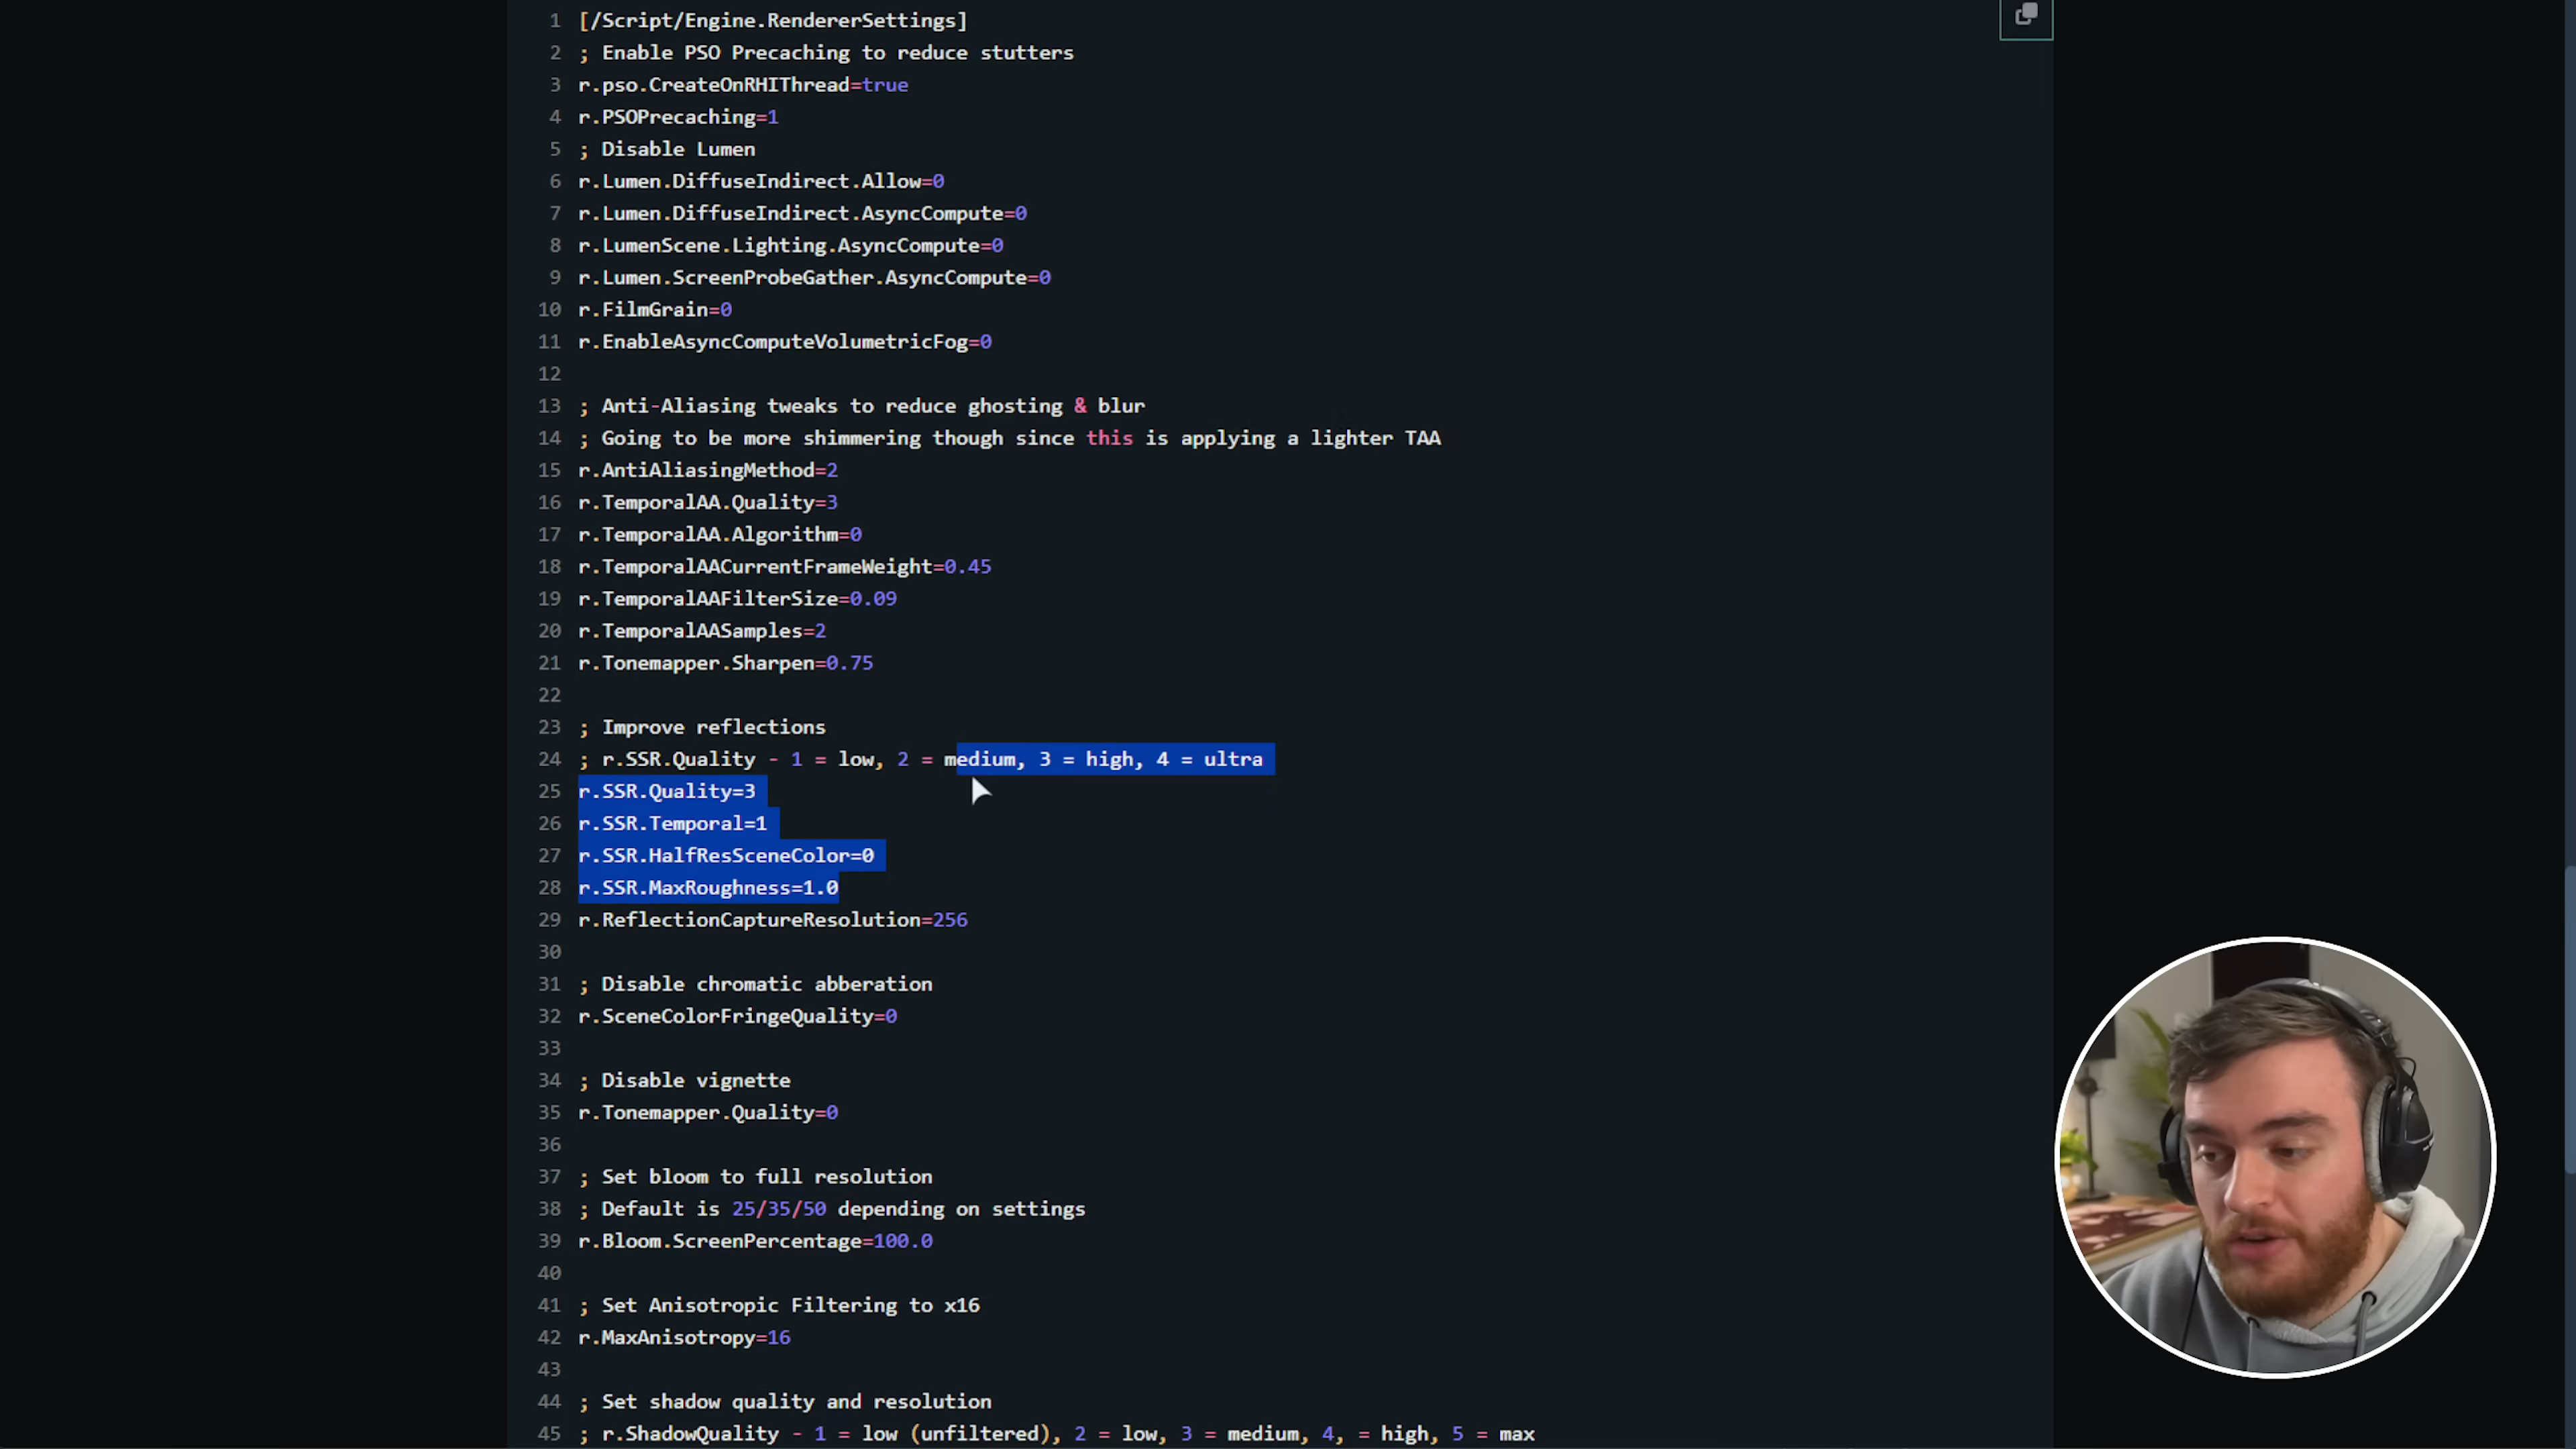 1 [/Script/Engine.RendererSettings]
2 ; Enable PSO Precaching to reduce stutters
3 r.pso.CreateOnRHIThread=true
4 r.PSOPrecaching=1
5 ; Disable Lumen
6 r.Lumen.DiffuseIndirect.Allow=0
7 r.Lumen.DiffuseIndirect.AsyncCompute=0
8 r.LumenScene.Lighting.AsyncCompute=0
9 r.Lumen.ScreenProbeGather.AsyncCompute=0
10 r.FilmGrain=0
11 r.EnableAsyncComputeVolumetricFog=0
12
13 ; Anti-Aliasing tweaks to reduce ghosting & blur
14 ; Going to be more shimmering though since this is applying a lighter TAA
15 r.AntiAliasingMethod=2
16 r.TemporalAA.Quality=3
17 r.TemporalAA.Algorithm=0
18 r.TemporalAACurrentFrameWeight=0.45
19 r.TemporalAAFilterSize=0.09
20 r.TemporalAASamples=2
21 r.Tonemapper.Sharpen=0.75
22
23 ; Improve reflections
24 ; r.SSR.Quality - 1 = low, 2 = medium, 3 = high, 4 = ultra
25 r.SSR.Quality=3
26 r.SSR.Temporal=1
27 r.SSR.HalfResSceneColor=0
28 r.SSR.MaxRoughness=1.0
29 r.ReflectionCaptureResolution=256
30
31 ; Disable chromatic abberation
32 r.SceneColorFringeQuality=0
33
34 ; Disable vignette
35 r.Tonemapper.Quality=0
36
37 ; Set bloom to full resolution
38 ; Default is 25/35/50 depending on settings
39 r.Bloom.ScreenPercentage=100.0
40
41 ; Set Anisotropic Filtering to x16
42 r.MaxAnisotropy=16
43
44 ; Set shadow quality and resolution
45 ; r.ShadowQuality - 1 = low (unfiltered), 2 = low, 3 = medium, 4, = high, 5 = max